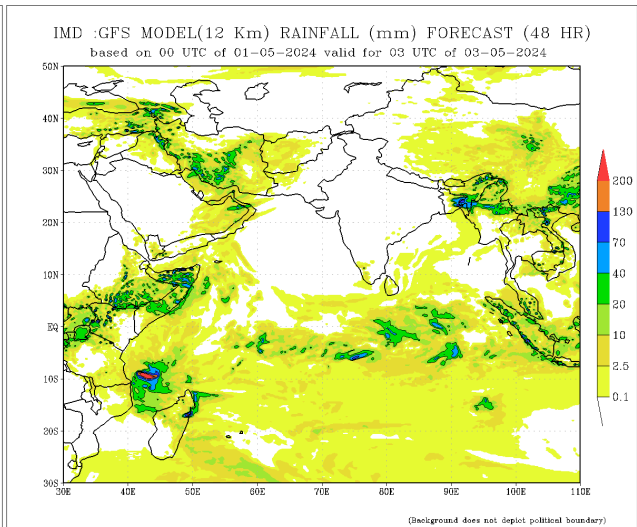 IMD :GFS MODEL(12 Km) RAINFALL (mm) FORECAST (48 HR)
based on 00 UTC of 01-05-2024 valid for 03 UTC of 03-05-2024
50N
40N
30N
20N
10N
EQ
10S
20S
30S
30E 40E 50E 60E 70E 80E 90E 100E 110E
200
130
70
40
20
10
2.5
0.1
(Background does not depict political boundary)